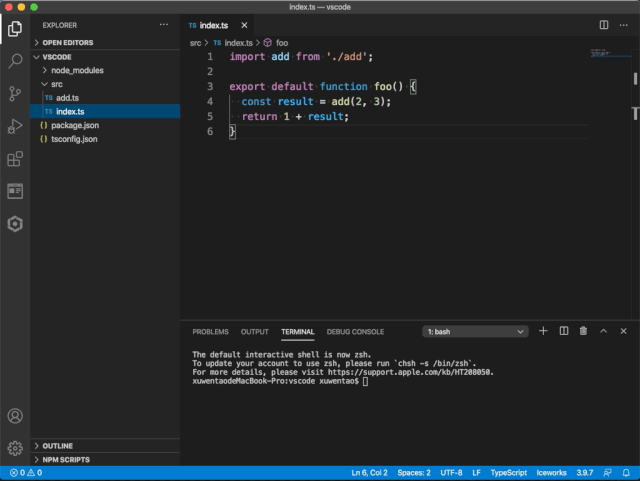 index.ts — vscode
EXPLORER
OPEN EDITORS
VSCODE
node_modules
src
TS add.ts
TS index.ts
{} package.json
{} tsconfig.json
OUTLINE
NPM SCRIPTS
TS index.ts
src > TS index.ts > foo
1 import add from './add';
2
3 export default function foo() {
4 const result = add(2, 3);
5 return 1 + result;
6 }
PROBLEMS OUTPUT TERMINAL DEBUG CONSOLE 1: bash
The default interactive shell is now zsh.
To update your account to use zsh, please run `chsh -s /bin/zsh`.
For more details, please visit https://support.apple.com/kb/HT208050.
xuwentaodeMacBook-Pro:vscode xuwentao$
0 0 Ln 6, Col 2 Spaces: 2 UTF-8 LF TypeScript Iceworks 3.9.7